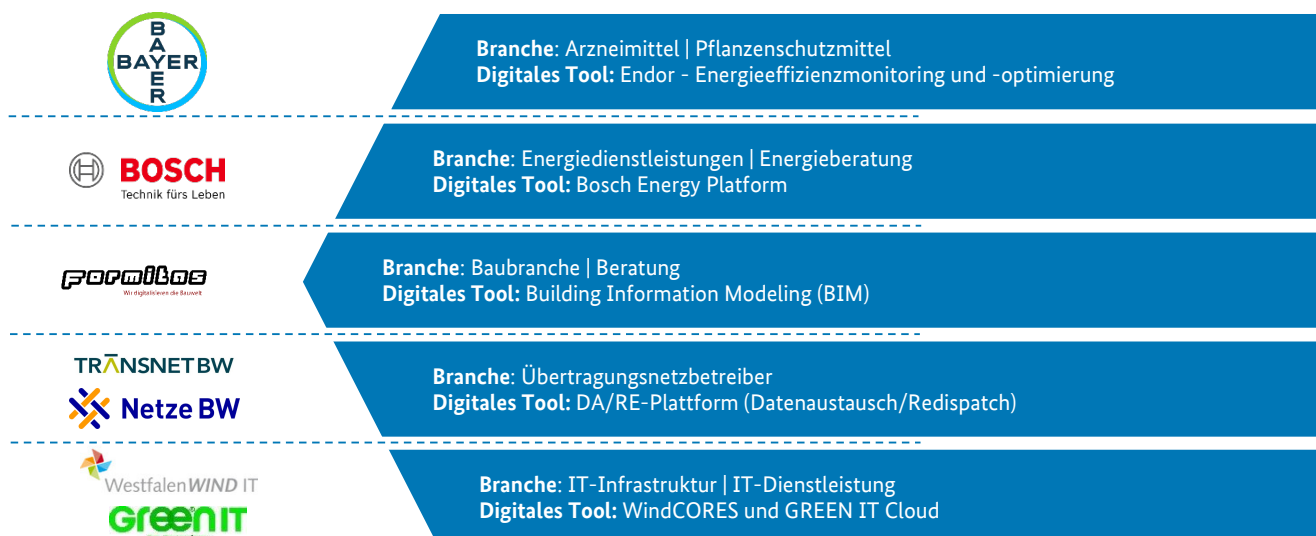 BAYER
BAYER
Branche: Arzneimittel | Pflanzenschutzmittel
Digitales Tool: Endor - Energieeffizienzmonitoring und -optimierung
BOSCH
Technik fürs Leben
Branche: Energiedienstleistungen | Energieberatung
Digitales Tool: Bosch Energy Platform
formitas
Wir digitalisieren die Bauwelt
Branche: Baubranche | Beratung
Digitales Tool: Building Information Modeling (BIM)
TRANSNET BW
Netze BW
Branche: Übertragungsnetzbetreiber
Digitales Tool: DA/RE-Plattform (Datenaustausch/Redispatch)
WestfalenWIND IT
GreenIT
Branche: IT-Infrastruktur | IT-Dienstleistung
Digitales Tool: WindCORES und GREEN IT Cloud